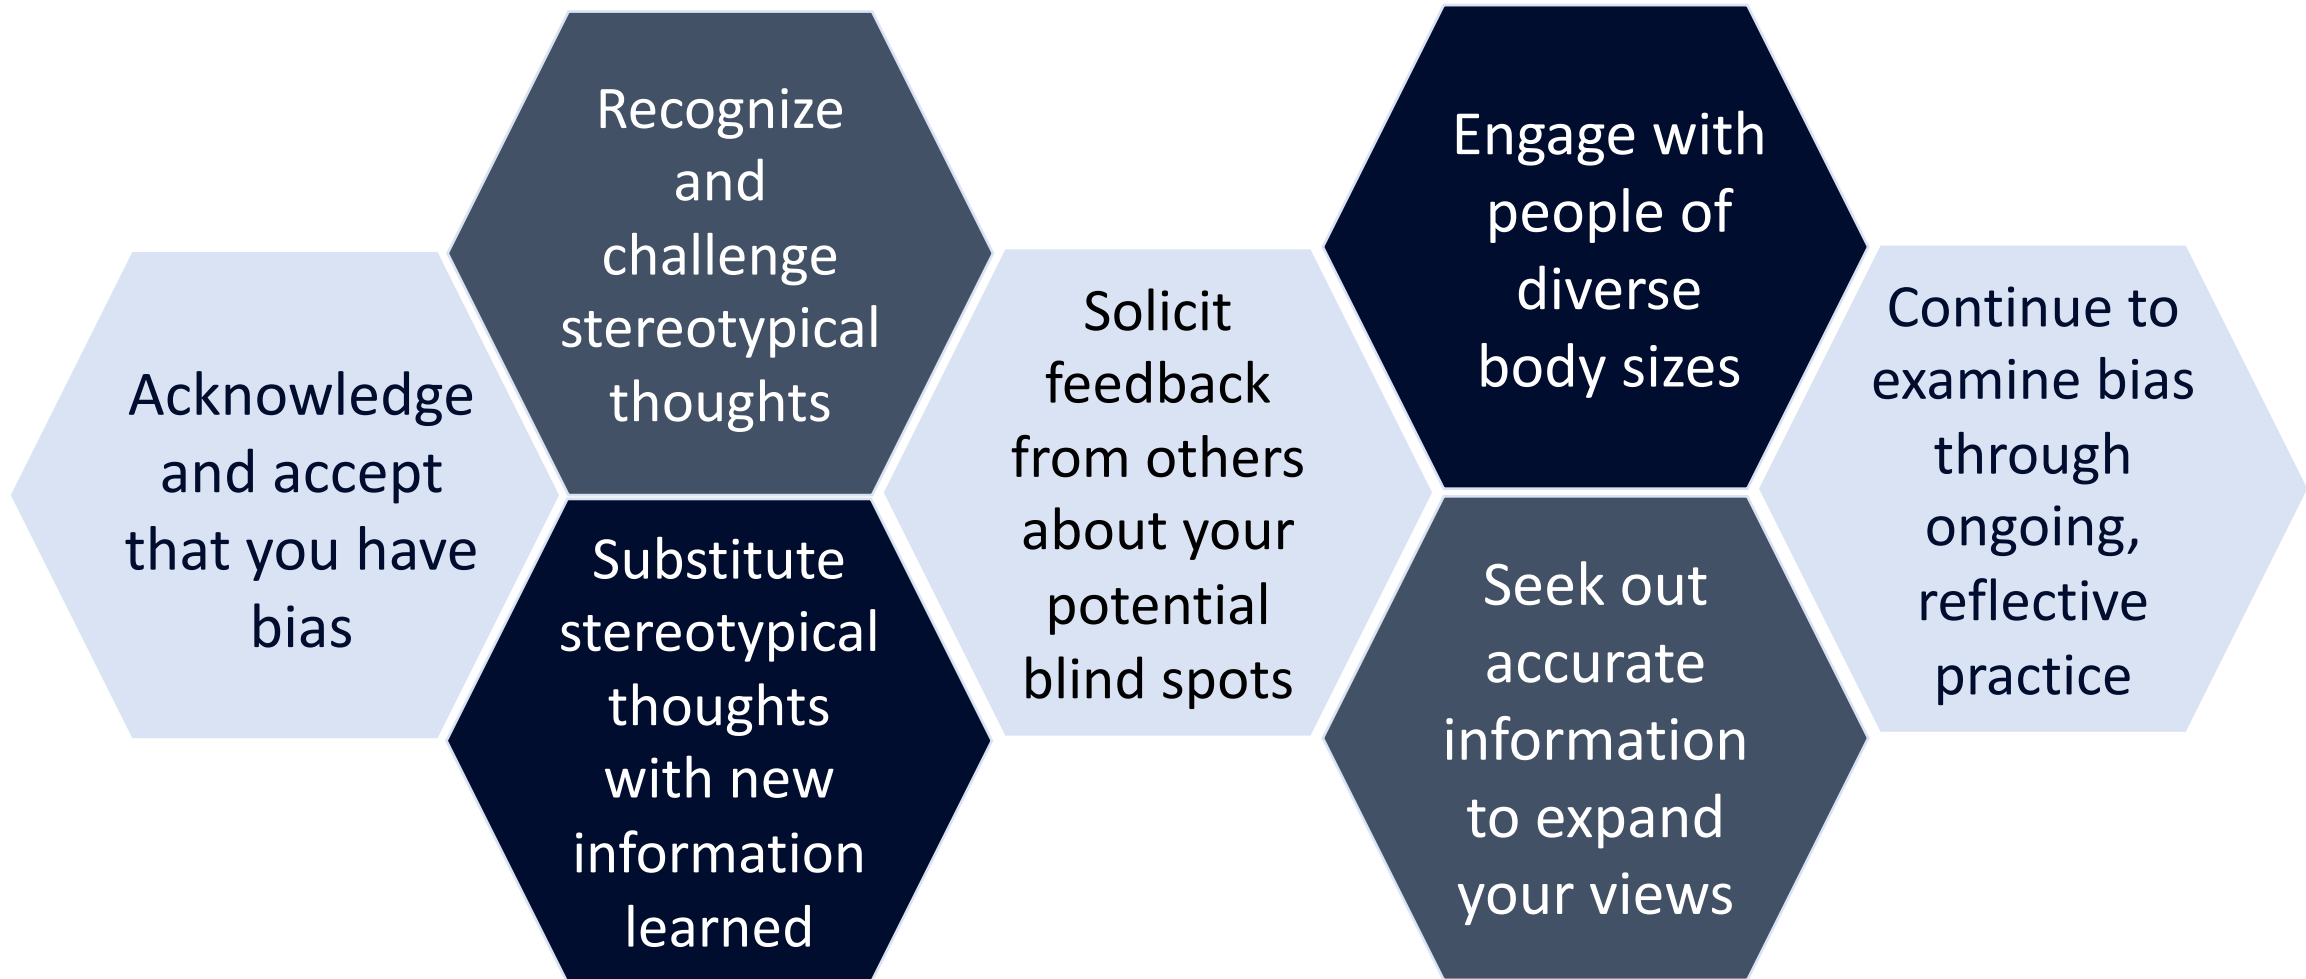 Acknowledge
and accept
that you have
bias
Recognize
and
challenge
stereotypical
thoughts
Substitute
stereotypical
thoughts
with new
information
learned
Solicit
feedback
from others
about your
potential
blind spots
Engage with
people of
diverse
body sizes
Seek out
accurate
information
to expand
your views
Continue to
examine bias
through
ongoing,
reflective
practice